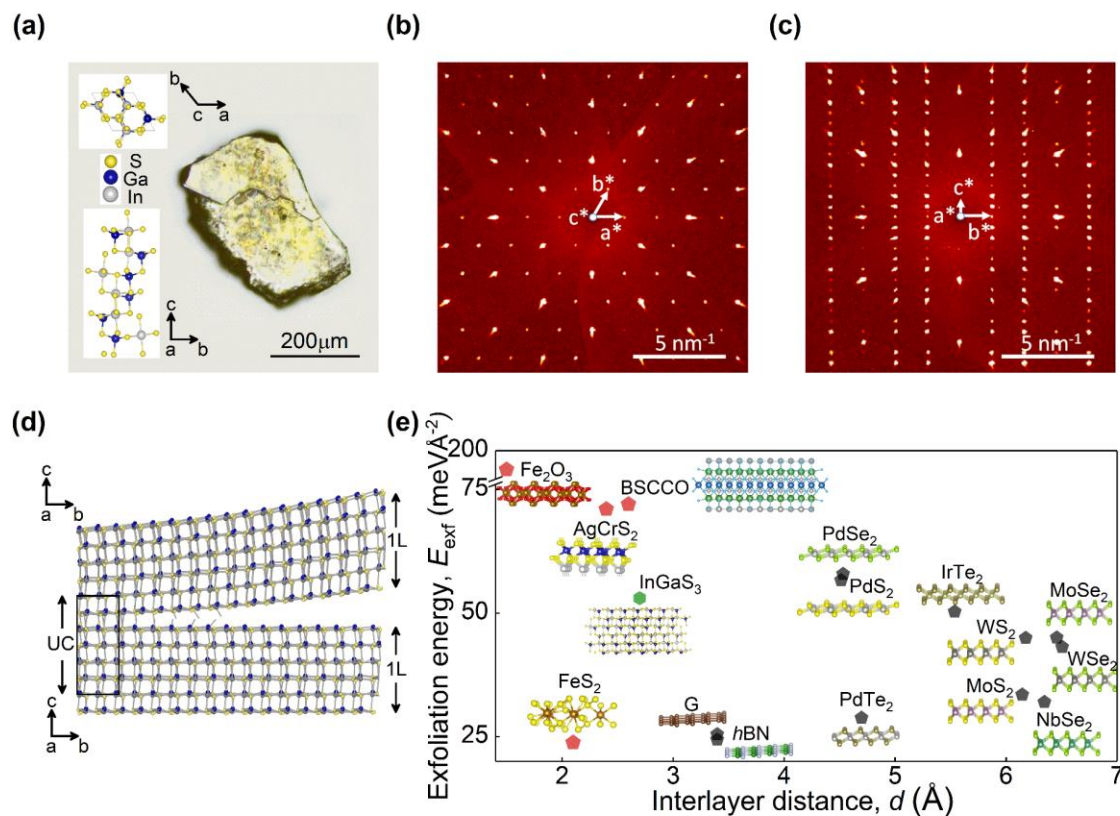 (a)
b
c
a
S
Ga
In
c
a
b
200μm
(b)
b*
c*
a*
5 nm-1
(c)
c*
a*
b*
5 nm-1
(d)
c
a
b
1L
UC
1L
c
a
b
(e)
Exfoliation energy, Eexf (meVÅ-2)
200
75
50
25
Fe2O3
BSCCO
AgCrS2
InGaS3
FeS2
G
hBN
PdSe2
PdS2
IrTe2
MoSe2
WS2
WSe2
MoS2
PdTe2
NbSe2
2
3
4
5
6
7
Interlayer distance, d (Å)